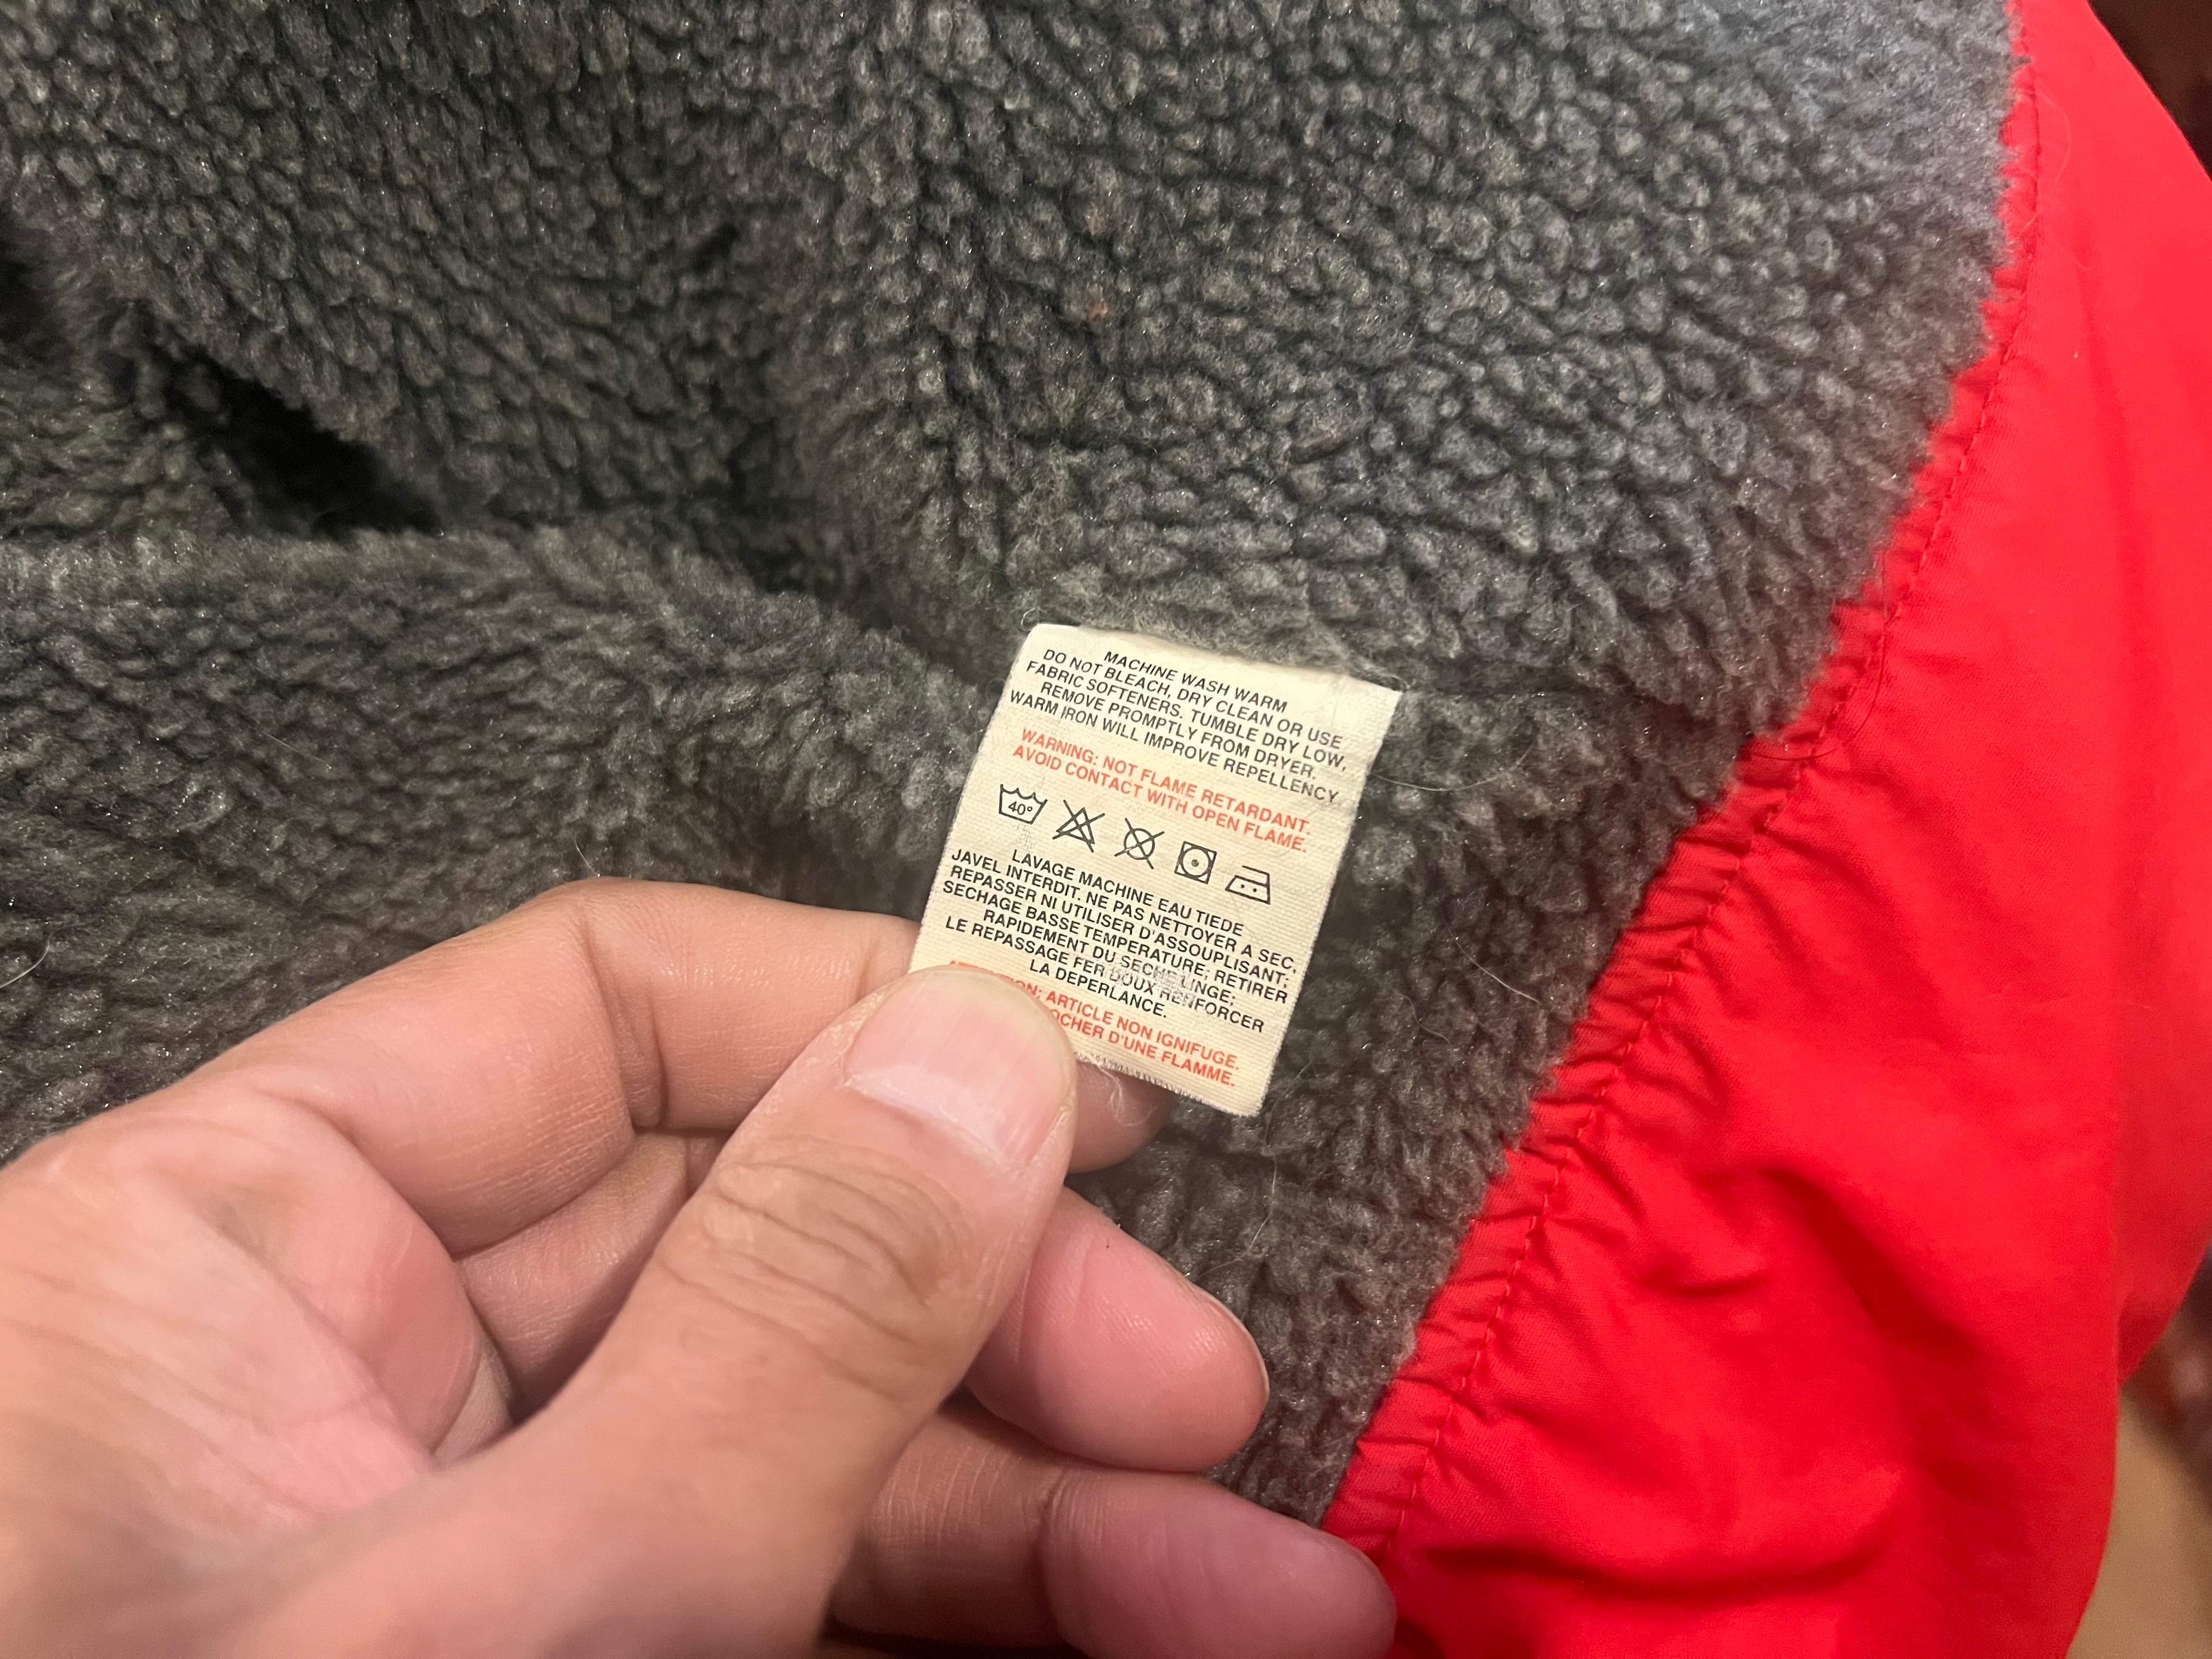 MACHINE WASH WARM
DO NOT BLEACH, DRY CLEAN OR USE
FABRIC SOFTENERS. TUMBLE DRY LOW,
REMOVE PROMPTLY FROM DRYER.
WARM IRON WILL IMPROVE REPELLENCY
WARNING: NOT FLAME RETARDANT.
AVOID CONTACT WITH OPEN FLAME.
40°
LAVAGE MACHINE EAU TIEDE
JAVEL INTERDIT. NE PAS NETTOYER A SEC,
REPASSER NI UTILISER D'ASSOUPLISANT;
SECHAGE BASSE TEMPERATURE; RETIRER
RAPIDEMENT DU SECHE-LINGE;
LE REPASSAGE FER DOUX RENFORCER
LA DEPERLANCE.
ARTICLE NON IGNIFUGE.
D'UNE FLAMME.